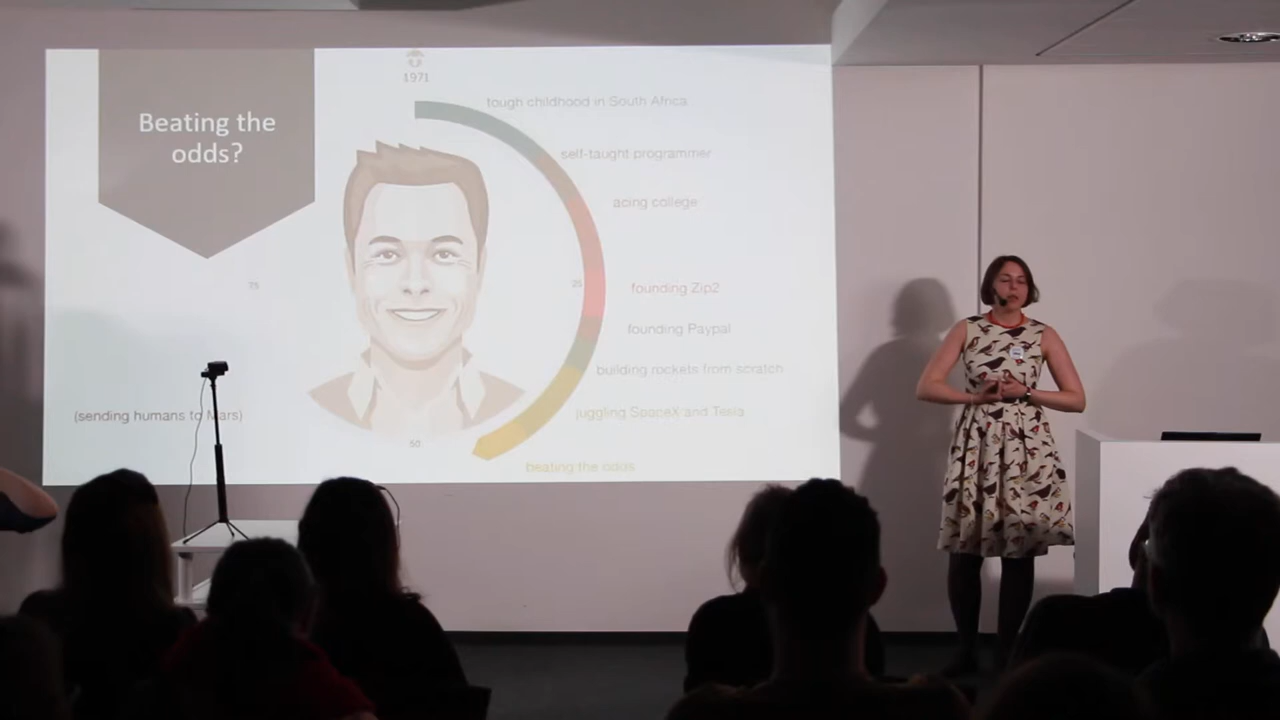 Beating the
odds?
1971
tough childhood in South Africa
self-taught programmer
acing college
75
25
founding Zip2
founding Paypal
building rockets from scratch
juggling SpaceX and Tesla
(sending humans to Mars)
50
beating the odds